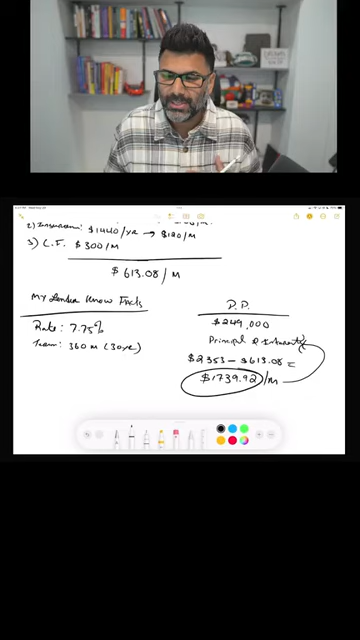 2) Insurance $1440/YR → $120/M
3) C.F. $300/M
$613.08/M
My Lender Know Facts
Rate: 7.75%
Term: 360 M (30 YR)
D.P.
$249,000
Principal & Interest
$2353 - $613.08 =
$1739.92/M